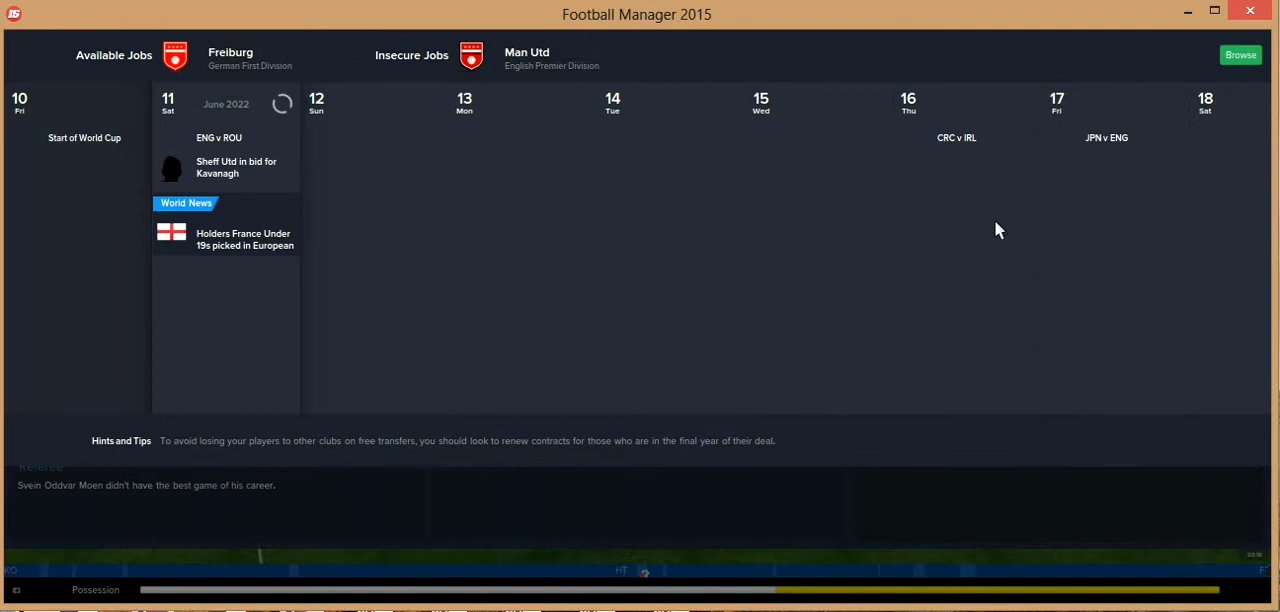 15
Football Manager 2015
Available Jobs
Freiburg
German First Division
Insecure Jobs
Man Utd
English Premier Division
Browse
10
Fri
11
Sat
June 2022
12
Sun
13
Mon
14
Tue
15
Wed
16
Thu
17
Fri
18
Sat
Start of World Cup
ENG v ROU
CRC v IRL
JPN v ENG
Sheff Utd in bid for
Kavanagh
World News
Holders France Under
19s picked in European
Hints and Tips
To avoid losing your players to other clubs on free transfers, you should look to renew contracts for those who are in the final year of their deal.
Referee
Svein Oddvar Moen didn't have the best game of his career.
KO
HT
F
Possession